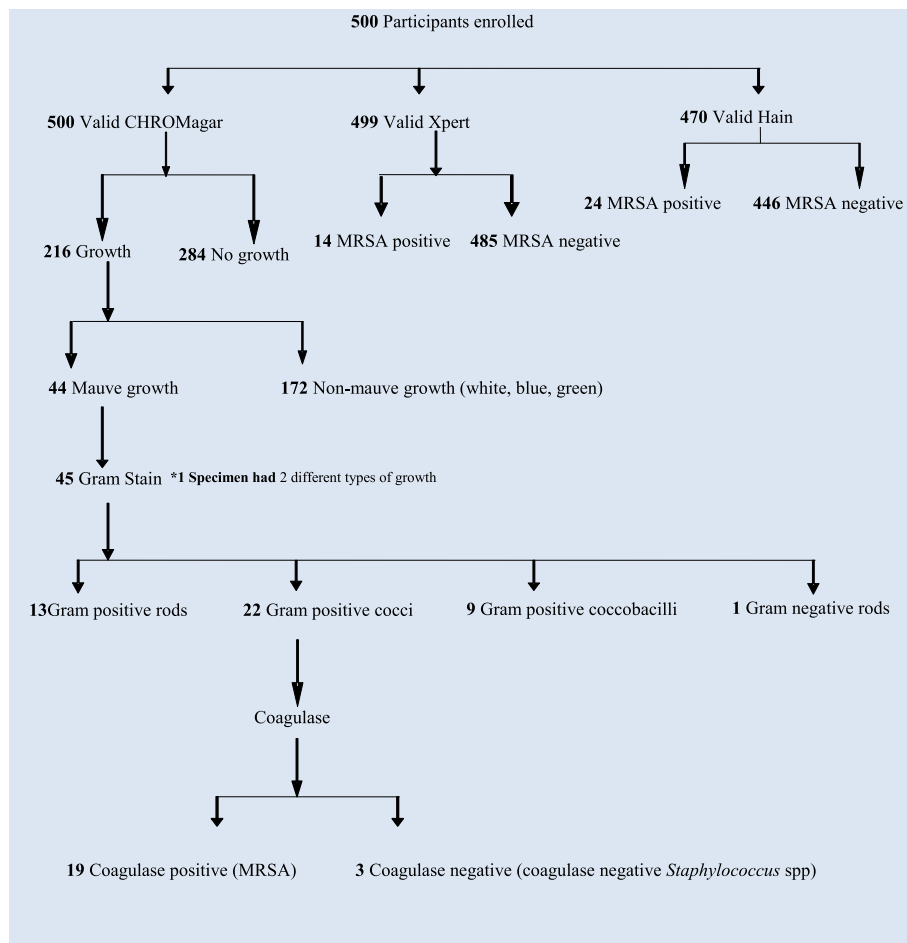 500 Participants enrolled
500 Valid CHROMagar
499 Valid Xpert
470 Valid Hain
24 MRSA positive
446 MRSA negative
216 Growth
284 No growth
14 MRSA positive
485 MRSA negative
44 Mauve growth
172 Non-mauve growth (white, blue, green)
45 Gram Stain *1 Specimen had 2 different types of growth
13Gram positive rods
22 Gram positive cocci
9 Gram positive coccobacilli
1 Gram negative rods
Coagulase
19 Coagulase positive (MRSA)
3 Coagulase negative (coagulase negative Staphylococcus spp)